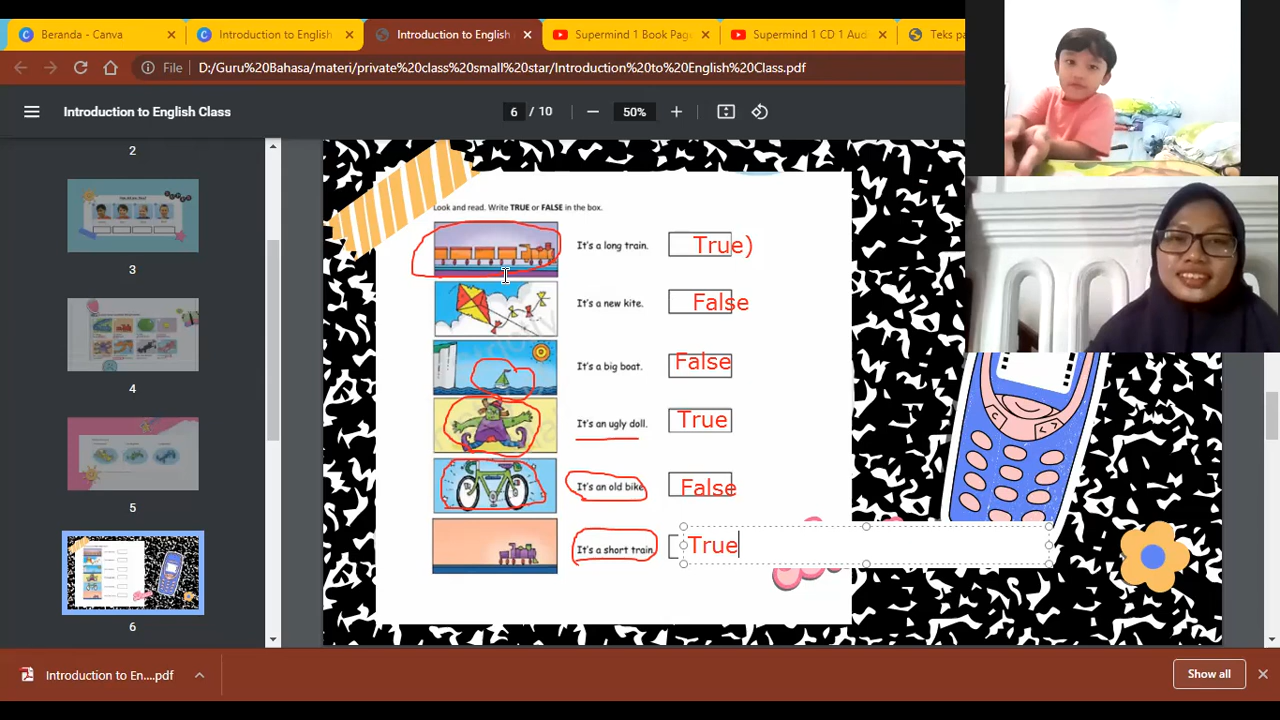 Beranda - Canva
Introduction to English
Introduction to English
Supermind 1 Book Page
Supermind 1 CD 1 Audi
Teks pa
File
D:/Guru%20Bahasa/materi/private%20class%20small%20star/Introduction%20to%20English%20Class.pdf
Introduction to English Class
6 / 10
50%
2
3
4
5
6
Look and read. Write TRUE or FALSE in the box.
It's a long train.
True)
It's a new kite.
False
It's a big boat.
False
It's an ugly doll.
True
It's an old bike.
False
It's a short train.
True
Introduction to En....pdf
Show all